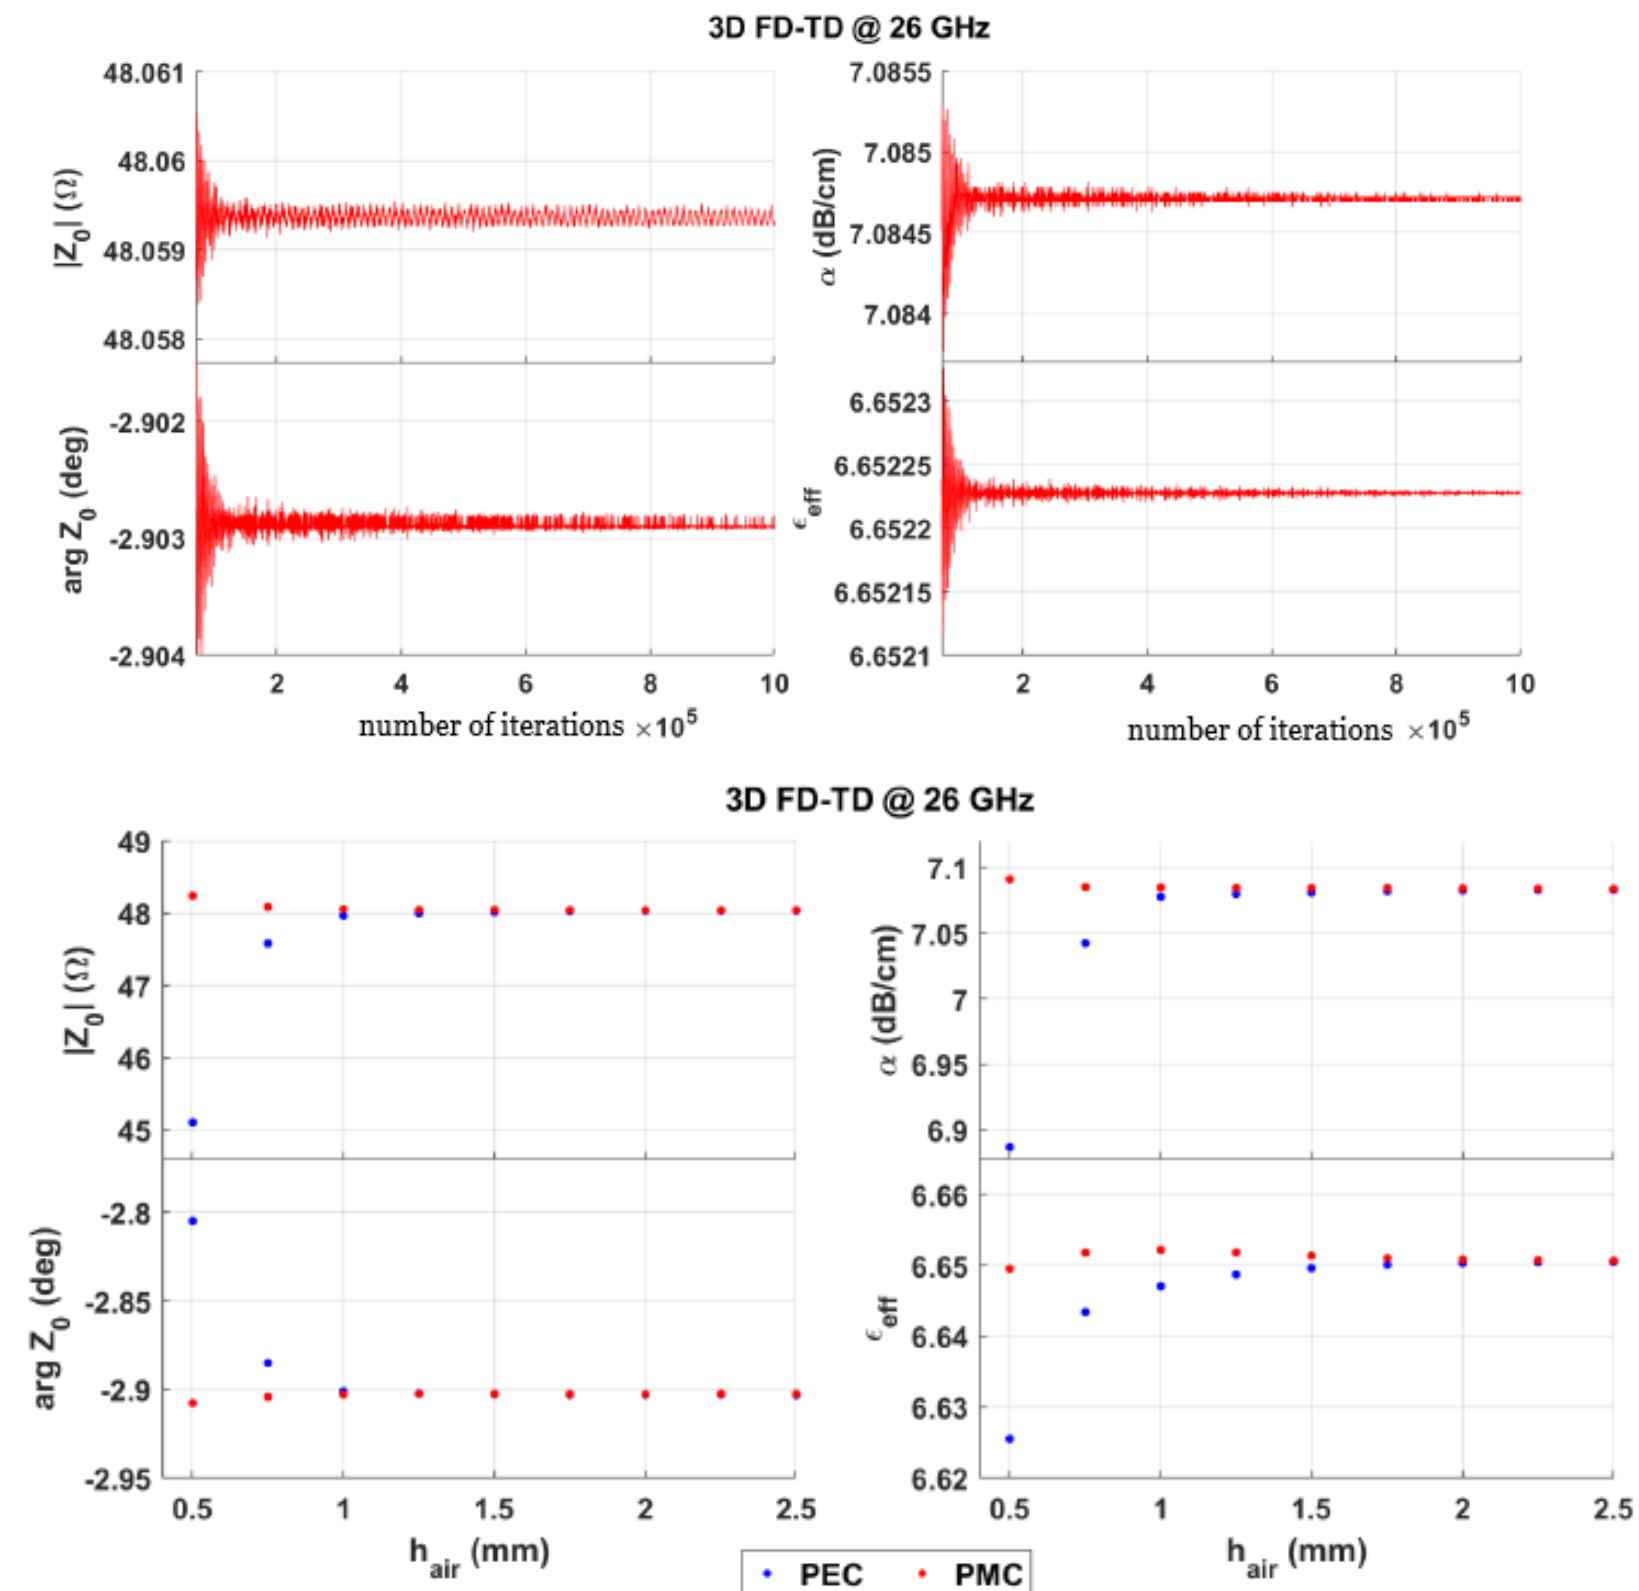 3D FD-TD @ 26 GHz
48.061
48.06
48.059
48.058
|Z0| (Ω)
-2.902
-2.903
-2.904
arg Z0 (deg)
2 4 6 8 10
number of iterations ×10^5
7.0855
7.085
7.0845
7.084
α (dB/cm)
6.6523
6.65225
6.6522
6.65215
6.6521
ϵeff
2 4 6 8 10
number of iterations ×10^5
3D FD-TD @ 26 GHz
49
48
47
46
45
|Z0| (Ω)
-2.8
-2.85
-2.9
-2.95
arg Z0 (deg)
0.5 1 1.5 2 2.5
hair (mm)
7.1
7.05
7
6.95
6.9
α (dB/cm)
6.66
6.65
6.64
6.63
6.62
ϵeff
0.5 1 1.5 2 2.5
hair (mm)
PEC PMC